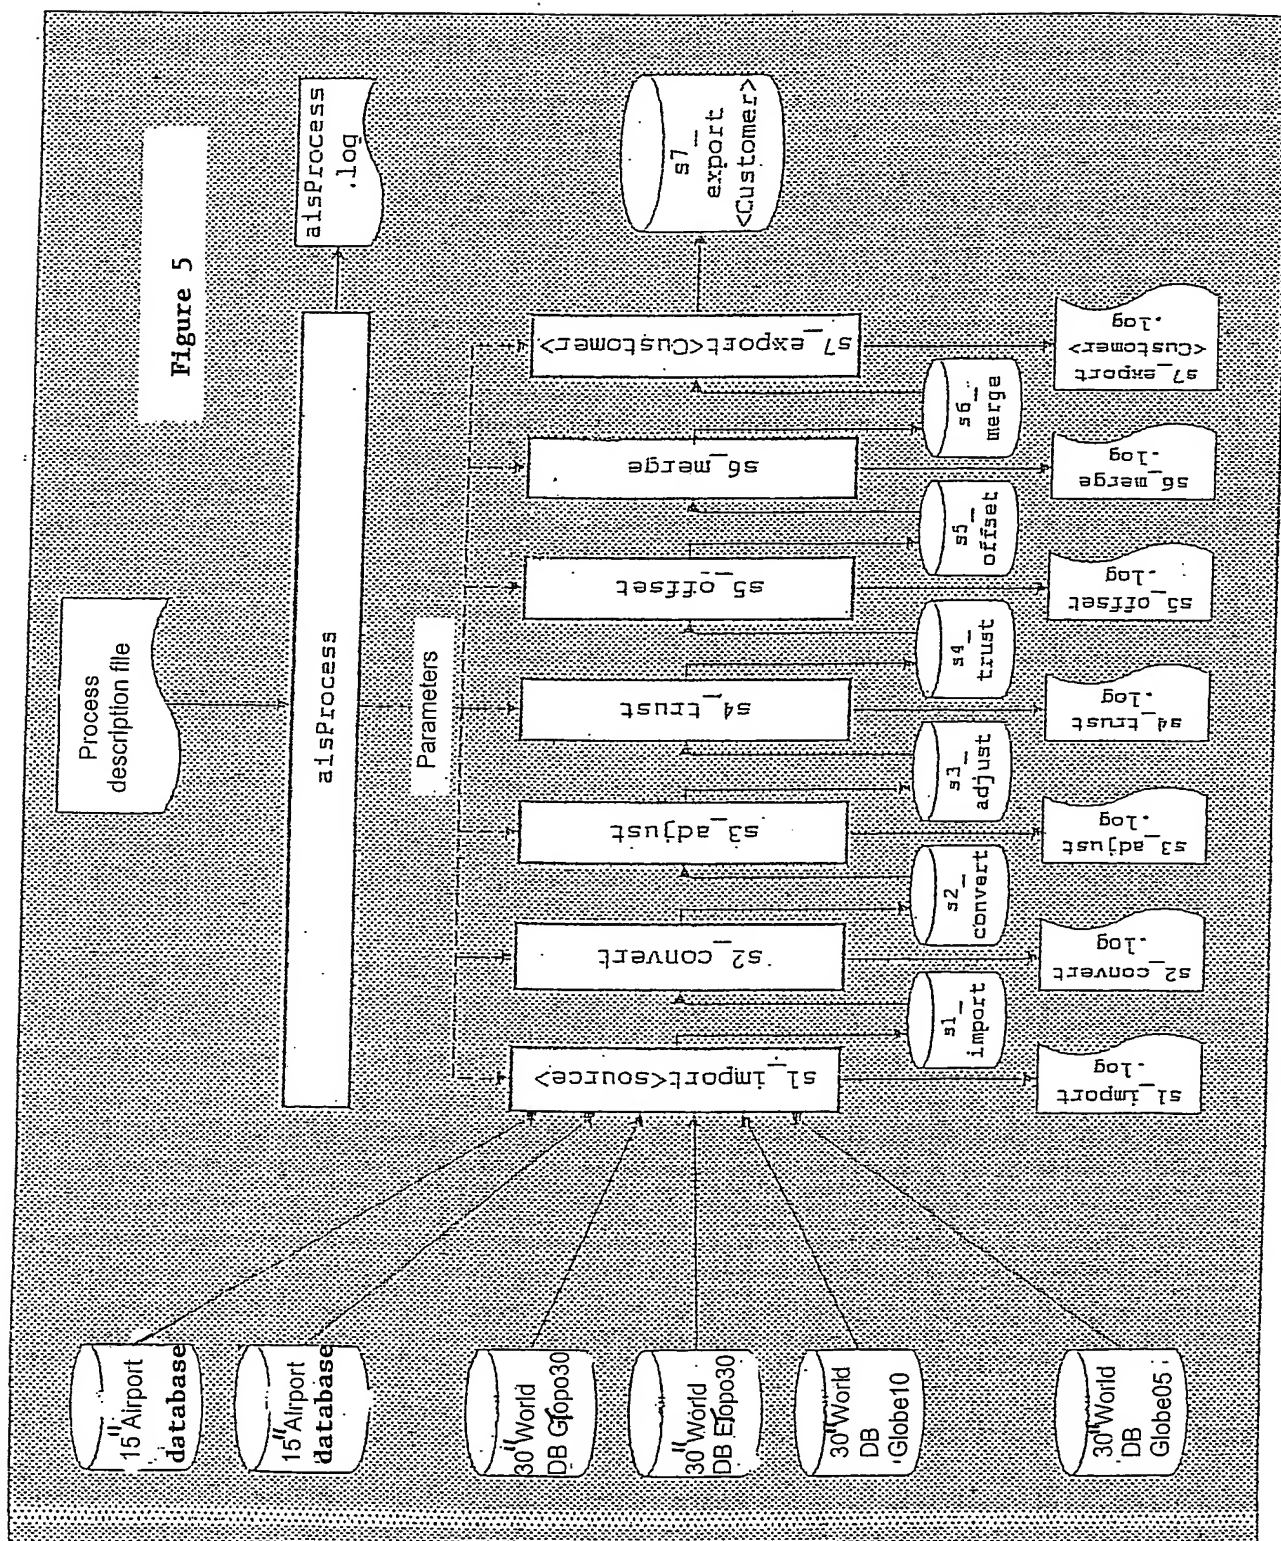 Figure 5
Process
description file
aisProcess
aisProcess
.log
Parameters
15" Airport
database
15" Airport
database
30" World
DB GTopo30
30" World
DB ETopo30
30" World
DB
Globe10
30" World
DB
Globe05
s1_import<source>
s2_convert
s3_adjust
s4_trust
s5_offset
s6_merge
s7_export<Customer>
s7_
export
<Customer>
s1_
import
s2_
convert
s3_
adjust
s4_
trust
s5_
offset
s6_
merge
s1_import
.log
s2_convert
.log
s3_adjust
.log
s4_trust
.log
s5_offset
.log
s6_merge
.log
s7_export
<Customer>
.log